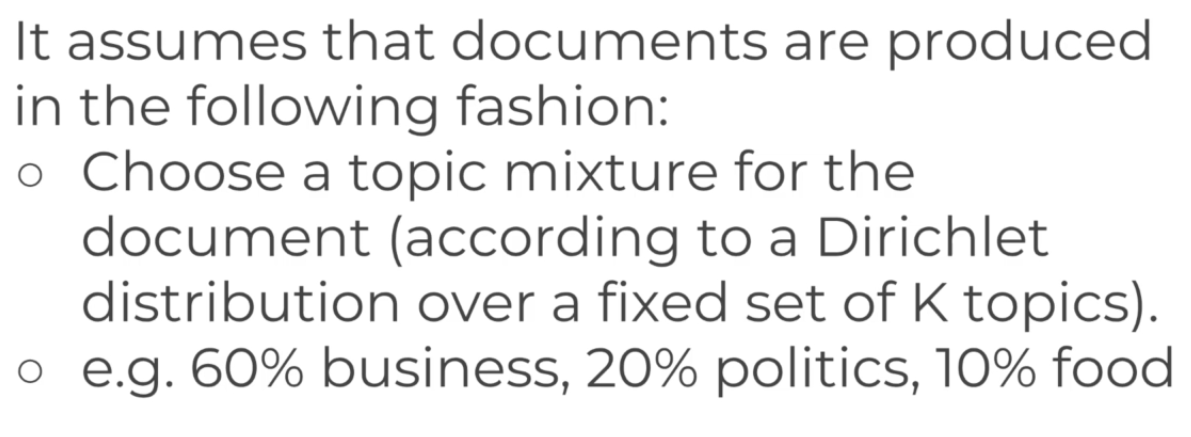 It assumes that documents are produced
in the following fashion:
○ Choose a topic mixture for the
document (according to a Dirichlet
distribution over a fixed set of K topics).
○ e.g. 60% business, 20% politics, 10% food